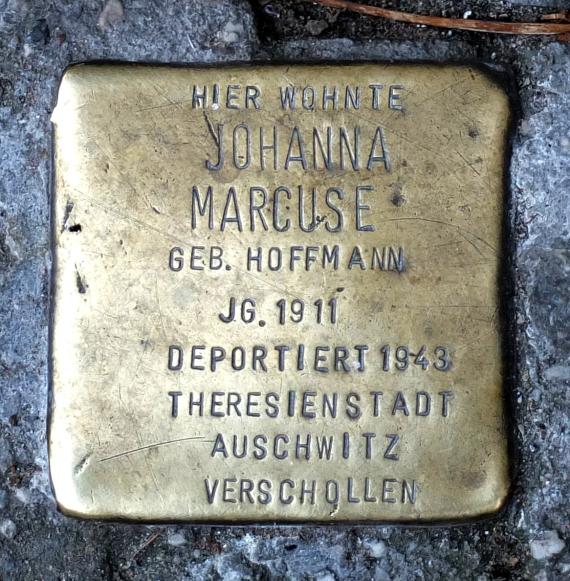 HIER WOHNTE
JOHANNA
MARCUSE
GEB. HOFFMANN
JG. 1911
DEPORTIERT 1943
THERESIENSTADT
AUSCHWITZ
VERSCHOLLEN